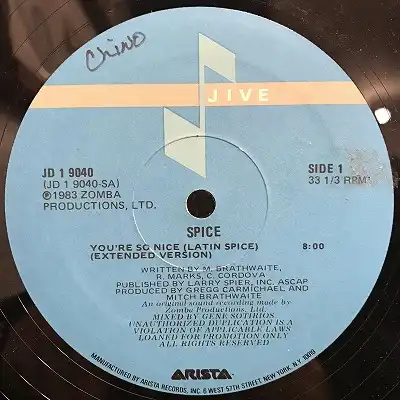 Chino
JIVE
JD 1 9040
(JD 1 9040-SA)
℗1983 ZOMBA
PRODUCTIONS, LTD.
SIDE 1
33 1/3 RPM
SPICE
YOU'RE SO NICE (LATIN SPICE) 8:00
(EXTENDED VERSION)
WRITTEN BY M. BRATHWAITE,
R. MARKS, C. CORDOVA
PUBLISHED BY LARRY SPIER, INC. ASCAP
PRODUCED BY GREGG CARMICHAEL AND
MITCH BRATHWAITE
An original sound recording made by
Zomba Productions, Ltd.
MIXED BY GENE SOTIRIOS
UNAUTHORIZED DUPLICATION IS A
VIOLATION OF APPLICABLE LAWS
LOANED FOR PROMOTION ONLY
ALL RIGHTS RESERVED
ARISTA
MANUFACTURED BY ARISTA RECORDS, INC. 6 WEST 57TH STREET, NEW YORK, N.Y. 10019